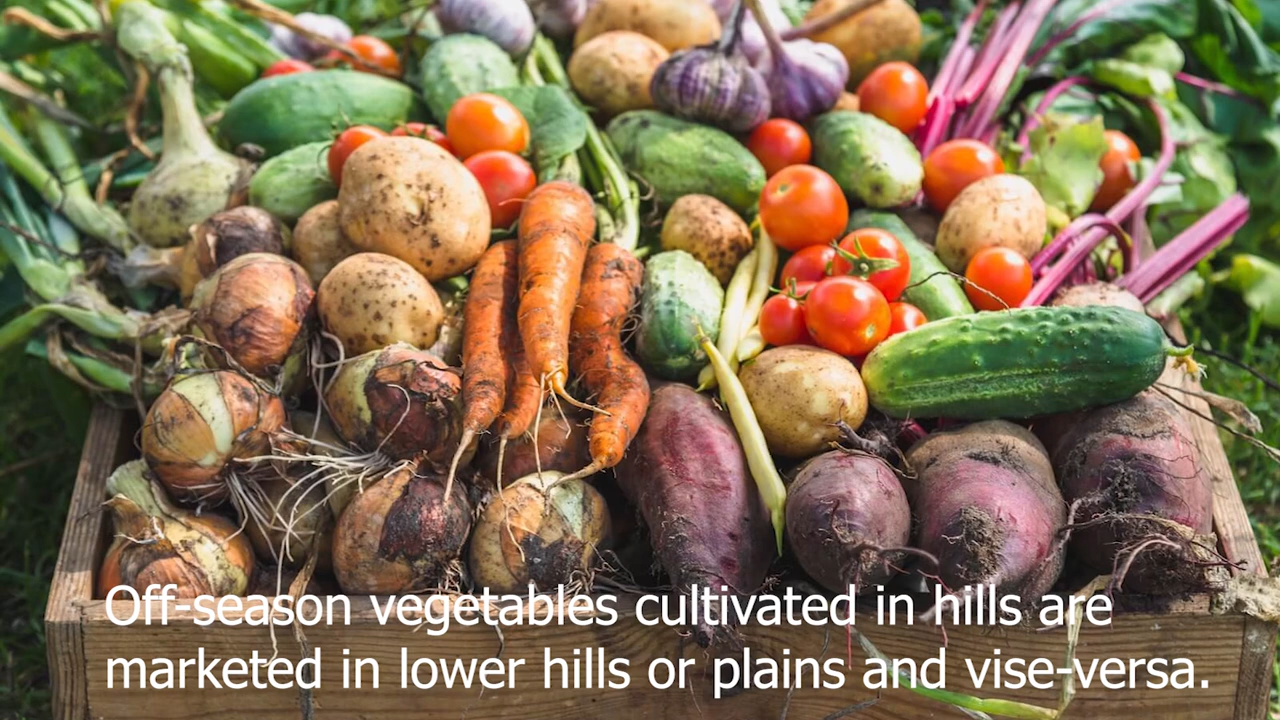 Off-season vegetables cultivated in hills are
marketed in lower hills or plains and vise-versa.